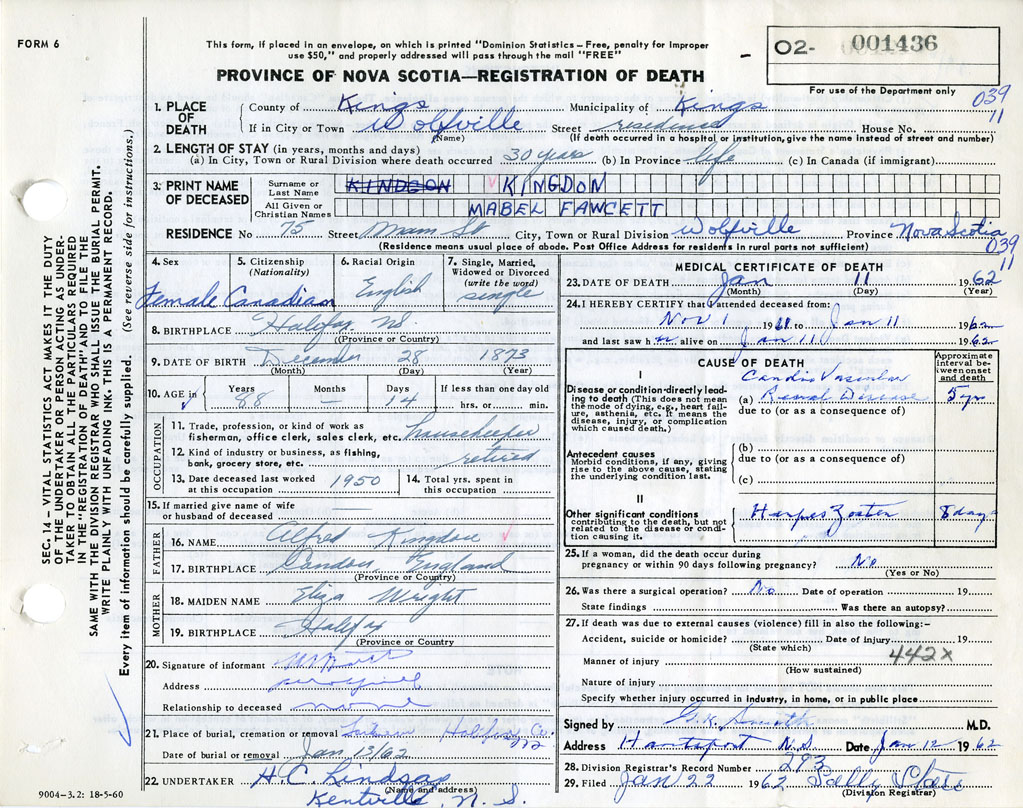 FORM 6
This form, if placed in an envelope, on which is printed "Dominion Statistics – Free, penalty for improper
use $50," and properly addressed will pass through the mail "FREE"
PROVINCE OF NOVA SCOTIA—REGISTRATION OF DEATH
O2- 001436
For use of the Department only
039
11
SEC. 14 – VITAL STATISTICS ACT MAKES IT THE DUTY
OF THE UNDERTAKER OR PERSON ACTING AS UNDER-
TAKER TO OBTAIN ALL THE PARTICULARS REQUIRED
IN THE "REGISTRATION OF DEATH" AND TO FILE THE
SAME WITH THE DIVISION REGISTRAR WHO SHALL ISSUE THE BURIAL PERMIT.
WRITE PLAINLY WITH UNFADING INK. THIS IS A PERMANENT RECORD.
Every item of information should be carefully supplied. (See reverse side for instructions.)
1. PLACE OF DEATH
County of Kings Municipality of Kings
If in City or Town Wolfville Street residence House No.
(Name) (If death occurred in a hospital or institution, give the name instead of street and number)
2. LENGTH OF STAY (in years, months and days)
(a) In City, Town or Rural Division where death occurred 30 years (b) In Province life (c) In Canada (if immigrant)
3. PRINT NAME OF DECEASED
Surname or Last Name KINDGON KINGDON
All Given or Christian Names MABEL FAWCETT
RESIDENCE No 75 Street Main St City, Town or Rural Division Wolfville Province Nova Scotia
(Residence means usual place of abode. Post Office Address for residents in rural parts not sufficient)
039
11
4. Sex Female
5. Citizenship (Nationality) Canadian
6. Racial Origin English
7. Single, Married, Widowed or Divorced (write the word) single
8. BIRTHPLACE Halifax NS
(Province or Country)
9. DATE OF BIRTH December 28 1873
(Month) (Day) (Year)
10. AGE in Years 88 Months — Days 14 If less than one day old hrs. or min.
OCCUPATION
11. Trade, profession, or kind of work as
fisherman, office clerk, sales clerk, etc. housekeeper
12. Kind of industry or business, as fishing,
bank, grocery store, etc. retired
13. Date deceased last worked at this occupation 1950
14. Total yrs. spent in this occupation
15. If married give name of wife
or husband of deceased —
FATHER
16. NAME Alfred Kingdon
17. BIRTHPLACE London England
(Province or Country)
MOTHER
18. MAIDEN NAME Eliza Wright
19. BIRTHPLACE Halifax
(Province or Country)
20. Signature of informant
Address
Relationship to deceased none
21. Place of burial, cremation or removal Halifax Co.
Date of burial or removal Jan 13/62
22. UNDERTAKER H.C. Lindsay
(Name and address)
Kentville, N. S.
9004-3.2: 18-5-60
MEDICAL CERTIFICATE OF DEATH
23. DATE OF DEATH Jan 11 1962
(Month) (Day) (Year)
24. I HEREBY CERTIFY that I attended deceased from:
Nov 1 1961 to Jan 11 1962
and last saw h alive on Jan 11 1962
CAUSE OF DEATH
Approximate interval between onset and death
I
Disease or condition directly leading to death (This does not mean the mode of dying, e.g., heart failure, asthenia, etc. It means the disease, injury, or complication which caused death.)
Cardio Vascular
(a) Renal Disease 5 yr
due to (or as a consequence of)
Antecedent causes
Morbid conditions, if any, giving rise to the above cause, stating the underlying condition last.
(b)
due to (or as a consequence of)
(c)
II
Other significant conditions
contributing to the death, but not related to the disease or condition causing it.
Harpes Zoster 8 days
25. If a woman, did the death occur during
pregnancy or within 90 days following pregnancy? No
(Yes or No)
26. Was there a surgical operation? No Date of operation 19
State findings Was there an autopsy?
27. If death was due to external causes (violence) fill in also the following:–
Accident, suicide or homicide? Date of injury 19
(State which)
442x
Manner of injury
(How sustained)
Nature of injury
Specify whether injury occurred in industry, in home, or in public place
Signed by G.K. Smith M.D.
Address Hantsport N.S. Date Jan 12 1962
28. Division Registrar's Record Number 293
29. Filed Jan 22 1962 Sally
(Division Registrar)